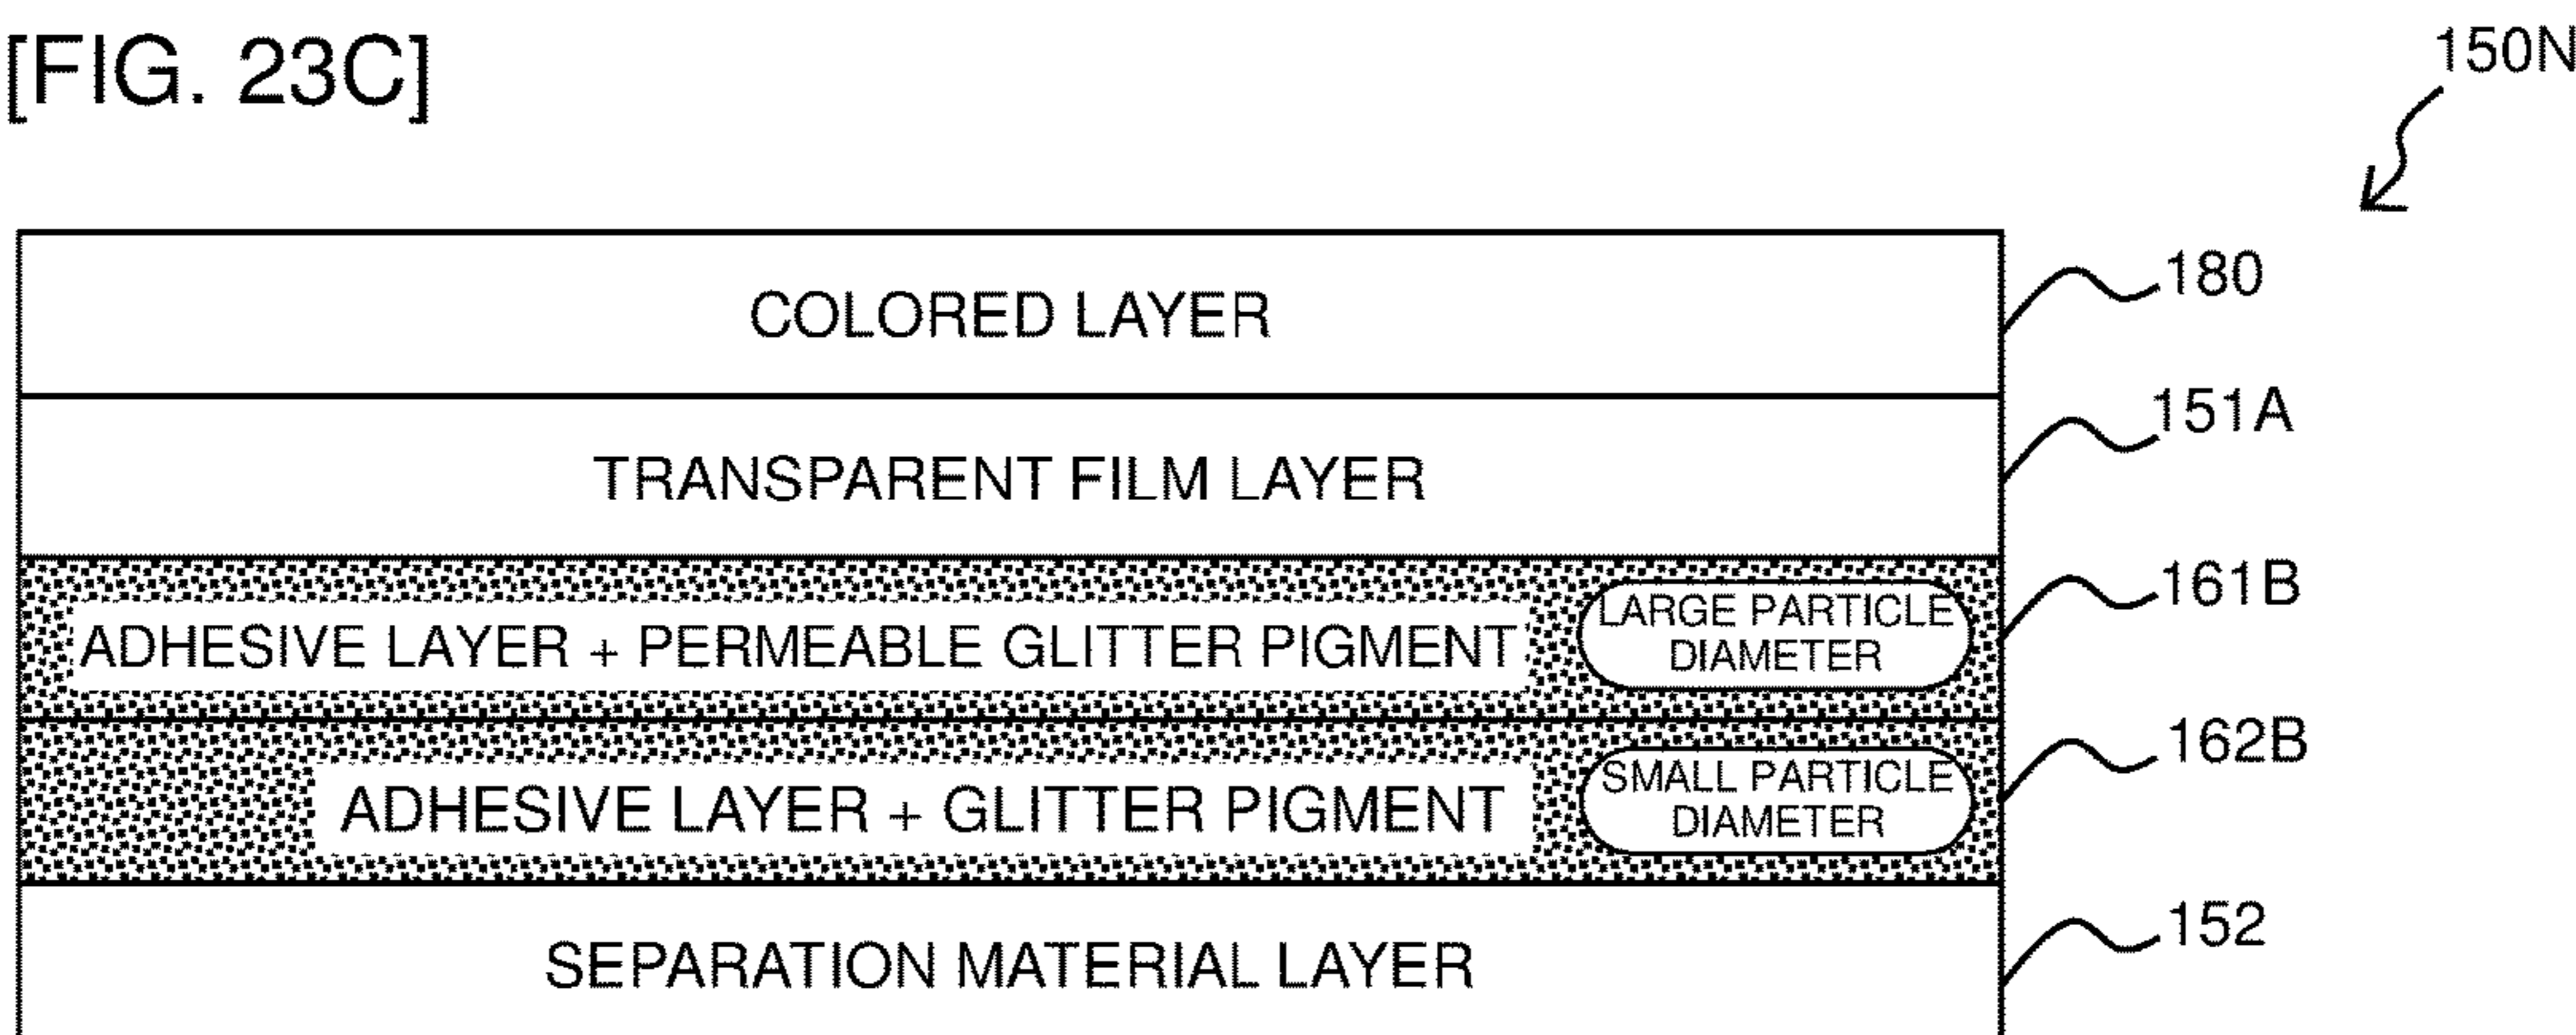 [FIG. 23C]
150N
COLORED LAYER
180
TRANSPARENT FILM LAYER
151A
ADHESIVE LAYER + PERMEABLE GLITTER PIGMENT
LARGE PARTICLE
DIAMETER
161B
ADHESIVE LAYER + GLITTER PIGMENT
SMALL PARTICLE
DIAMETER
162B
SEPARATION MATERIAL LAYER
152